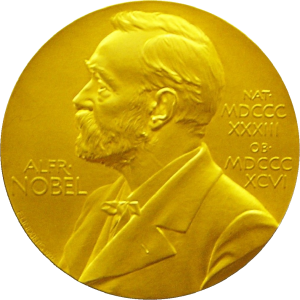 ALFR·
NOBEL
NAT·
MDCCC
XXXIII
OB·
MDCCC
XCVI